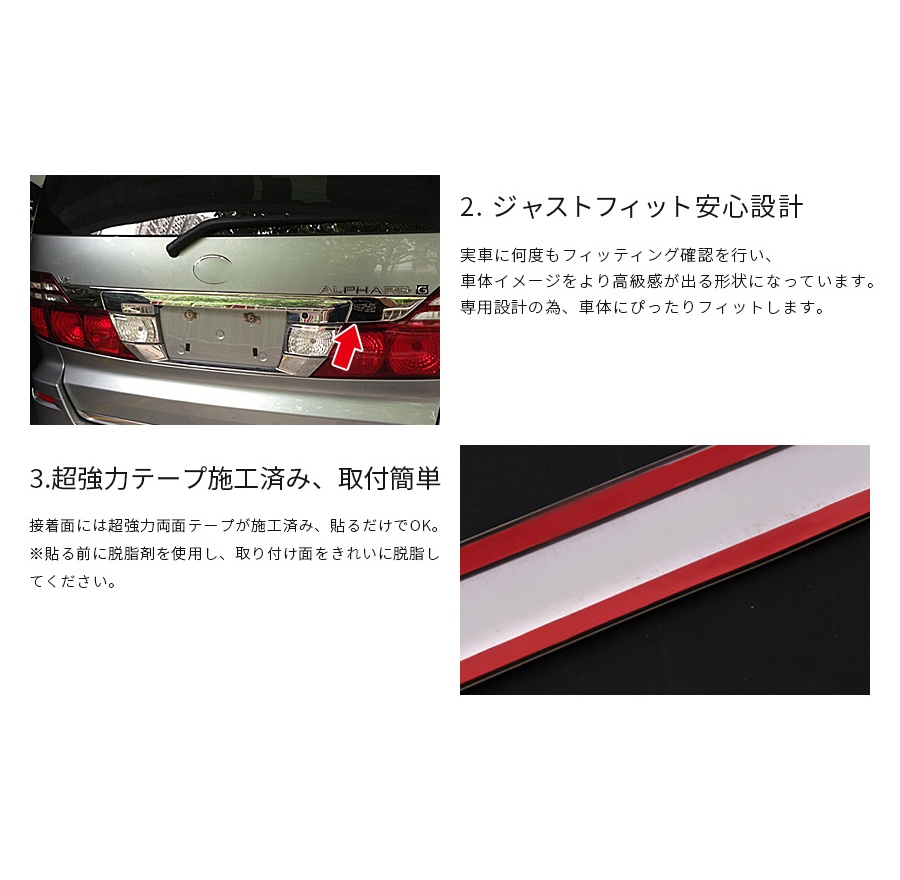 2. ジャストフィット安心設計
実車に何度もフィッティング確認を行い、
車体イメージをより高級感が出る形状になっています。
専用設計の為、車体にぴったりフィットします。
ALPHARD G
3.超強力テープ施工済み、取付簡単
接着面には超強力両面テープが施工済み、貼るだけでOK。
※貼る前に脱脂剤を使用し、取り付け面をきれいに脱脂し
てください。